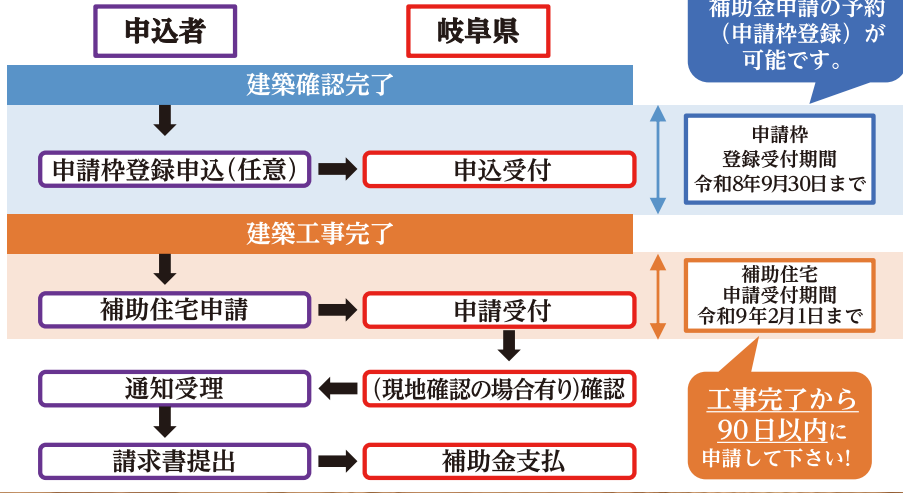 申込者
岐阜県
補助金申請の予約
（申請枠登録）が
可能です。
建築確認完了
申請枠登録申込（任意）
申込受付
申請枠
登録受付期間
令和8年9月30日まで
建築工事完了
補助住宅申請
申請受付
補助住宅
申請受付期間
令和9年2月1日まで
通知受理
(現地確認の場合有り)確認
工事完了から
90日以内に
申請して下さい!
請求書提出
補助金支払